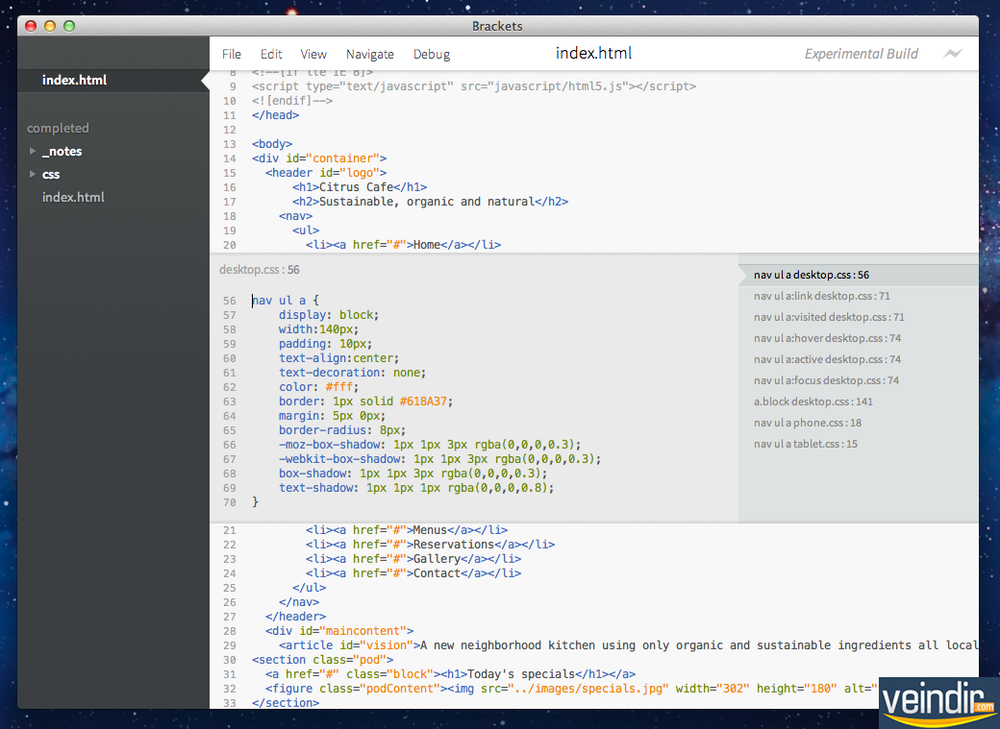 Brackets
File Edit View Navigate Debug
index.html
Experimental Build
index.html
completed
_notes
css
index.html
8 <!--[if lte IE 8]>
9 <script type="text/javascript" src="javascript/html5.js"></script>
10 <![endif]-->
11 </head>
12
13 <body>
14 <div id="container">
15 <header id="logo">
16 <h1>Citrus Cafe</h1>
17 <h2>Sustainable, organic and natural</h2>
18 <nav>
19 <ul>
20 <li><a href="#">Home</a></li>
desktop.css : 56
56 nav ul a {
57 display: block;
58 width:140px;
59 padding: 10px;
60 text-align:center;
61 text-decoration: none;
62 color: #fff;
63 border: 1px solid #618A37;
64 margin: 5px 0px;
65 border-radius: 8px;
66 -moz-box-shadow: 1px 1px 3px rgba(0,0,0,0.3);
67 -webkit-box-shadow: 1px 1px 3px rgba(0,0,0,0.3);
68 box-shadow: 1px 1px 3px rgba(0,0,0,0.3);
69 text-shadow: 1px 1px 1px rgba(0,0,0,0.8);
70 }
nav ul a desktop.css : 56
nav ul a:link desktop.css : 71
nav ul a:visited desktop.css : 71
nav ul a:hover desktop.css : 74
nav ul a:active desktop.css : 74
nav ul a:focus desktop.css : 74
a.block desktop.css : 141
nav ul a phone.css : 18
nav ul a tablet.css : 15
21 <li><a href="#">Menus</a></li>
22 <li><a href="#">Reservations</a></li>
23 <li><a href="#">Gallery</a></li>
24 <li><a href="#">Contact</a></li>
25 </ul>
26 </nav>
27 </header>
28 <div id="maincontent">
29 <article id="vision">A new neighborhood kitchen using only organic and sustainable ingredients all local
30 <section class="pod">
31 <a href="#" class="block"><h1>Today's specials</h1></a>
32 <figure class="podContent"><img src="../images/specials.jpg" width="302" height="180" alt="
33 </section>
veindir.com